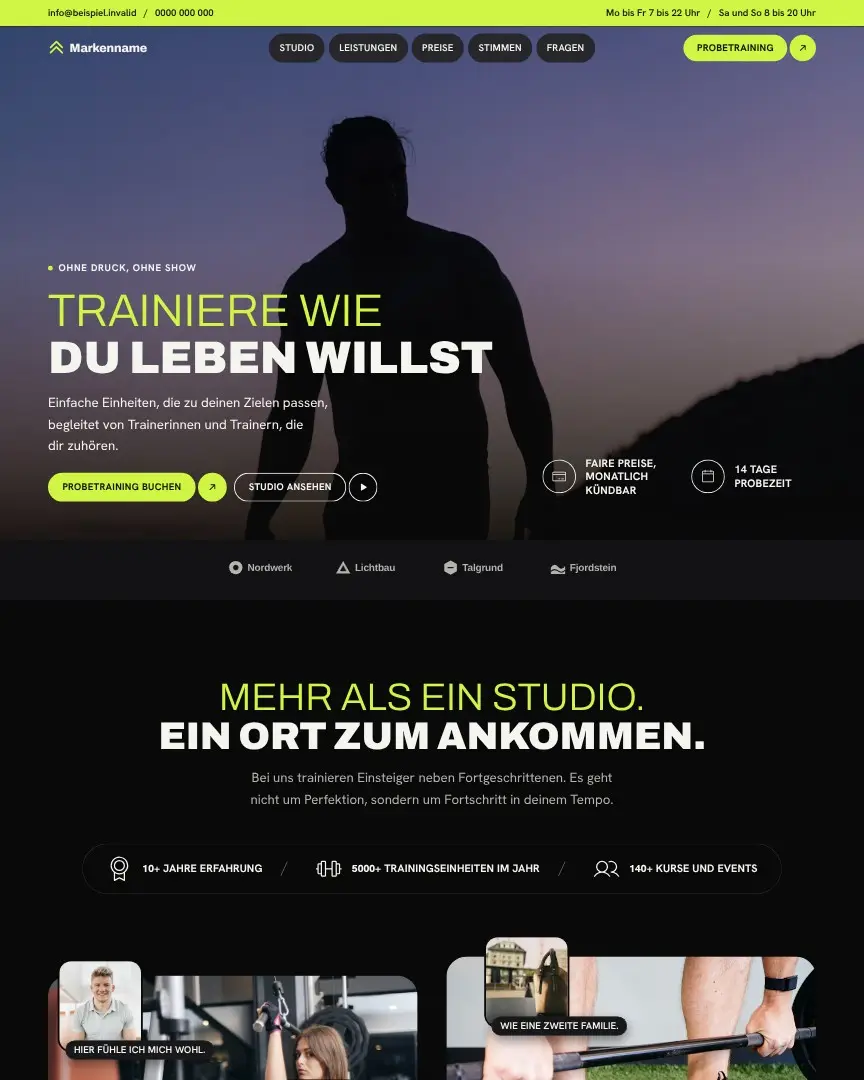 info@beispiel.invalid / 0000 000 000
Mo bis Fr 7 bis 22 Uhr / Sa und So 8 bis 20 Uhr
Markenname
STUDIO
LEISTUNGEN
PREISE
STIMMEN
FRAGEN
PROBETRAINING
OHNE DRUCK, OHNE SHOW
TRAINIERE WIE
DU LEBEN WILLST
Einfache Einheiten, die zu deinen Zielen passen,
begleitet von Trainerinnen und Trainern, die
dir zuhören.
PROBETRAINING BUCHEN
STUDIO ANSEHEN
FAIRE PREISE,
MONATLICH
KÜNDBAR
14 TAGE
PROBEZEIT
Nordwerk
Lichtbau
Talgrund
Fjordstein
MEHR ALS EIN STUDIO.
EIN ORT ZUM ANKOMMEN.
Bei uns trainieren Einsteiger neben Fortgeschrittenen. Es geht
nicht um Perfektion, sondern um Fortschritt in deinem Tempo.
10+ JAHRE ERFAHRUNG / 5000+ TRAININGSEINHEITEN IM JAHR / 140+ KURSE UND EVENTS
HIER FÜHLE ICH MICH WOHL.
WIE EINE ZWEITE FAMILIE.